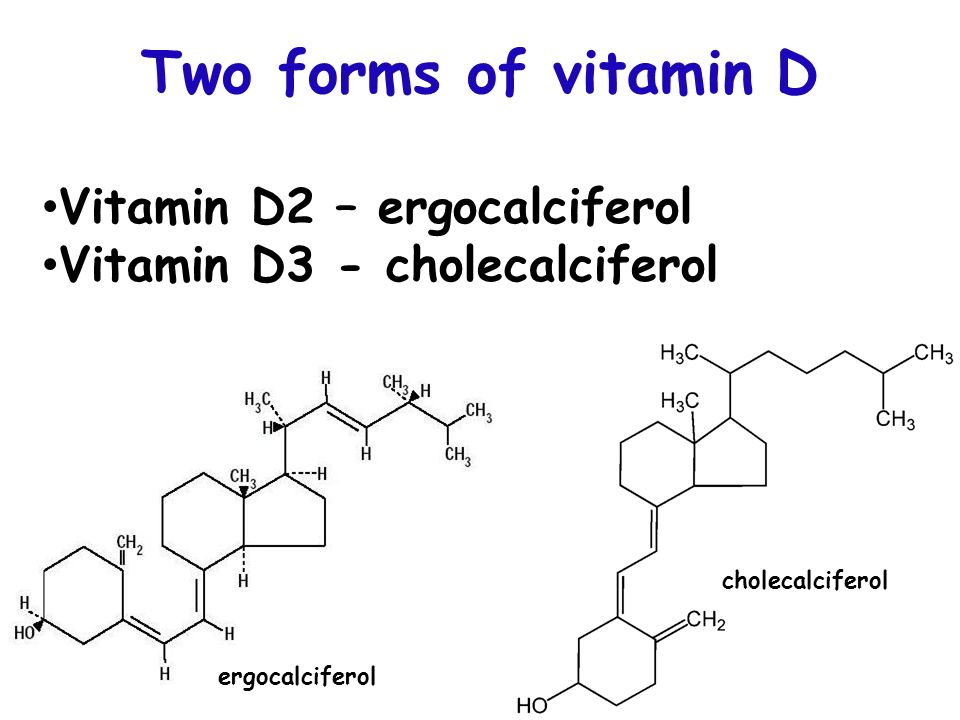 Two forms of vitamin D
•Vitamin D2 – ergocalciferol
•Vitamin D3 - cholecalciferol
H₃C CH₃
H CH₃ H
H₃C H₃C
CH₃
H CH₃
H CH₃
CH₃ H
CH₂
H
cholecalciferol
H
HO H CH₂
H
ergocalciferol
HO